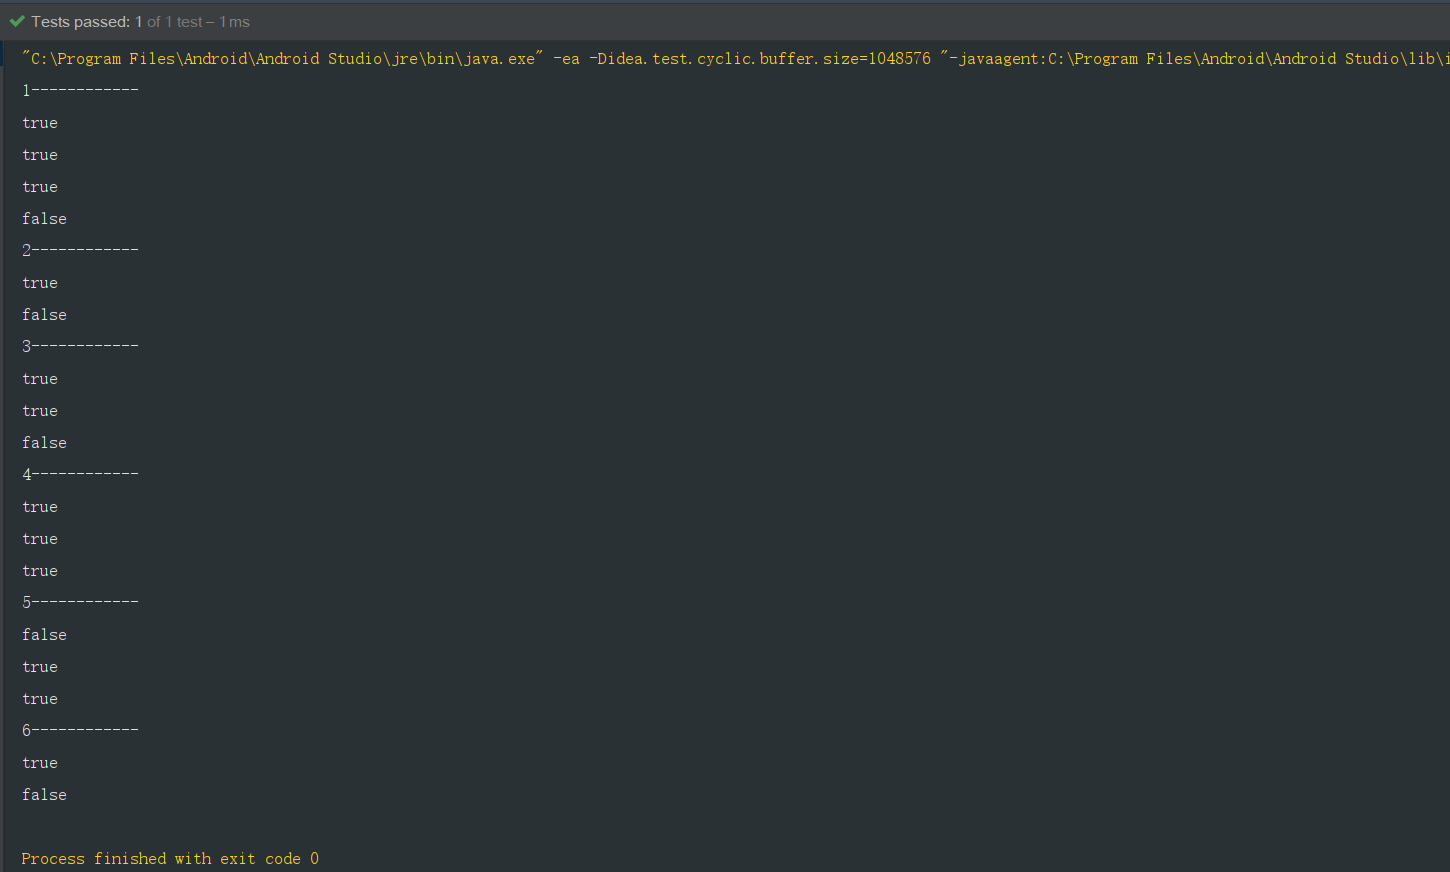 Tests passed: 1 of 1 test – 1 ms
"C:\Program Files\Android\Android Studio\jre\bin\java.exe" -ea -Didea.test.cyclic.buffer.size=1048576 "-javaagent:C:\Program Files\Android\Android Studio\lib\i
1------------
true
true
true
false
2------------
true
false
3------------
true
true
false
4------------
true
true
true
5------------
false
true
true
6------------
true
false
Process finished with exit code 0